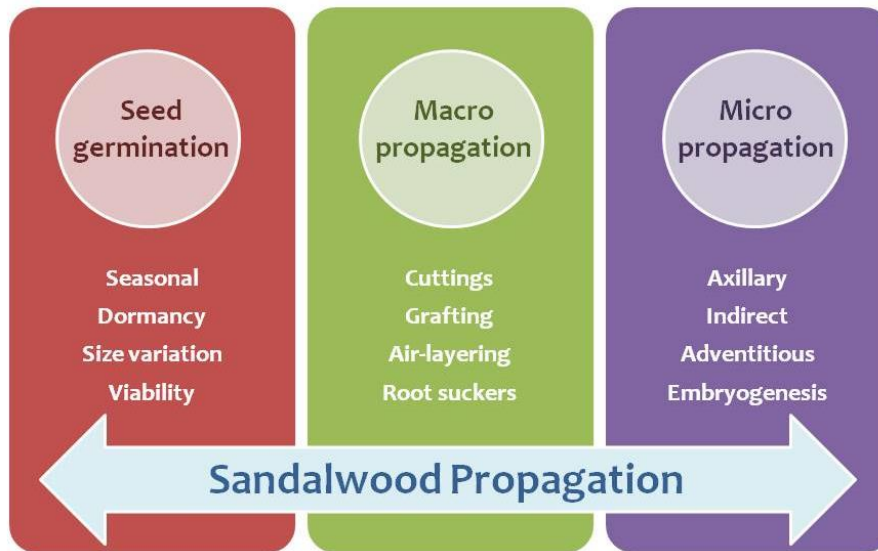 Seed
germination
Seasonal
Dormancy
Size variation
Viability
Macro
propagation
Cuttings
Grafting
Air-layering
Root suckers
Micro
propagation
Axillary
Indirect
Adventitious
Embryogenesis
Sandalwood Propagation